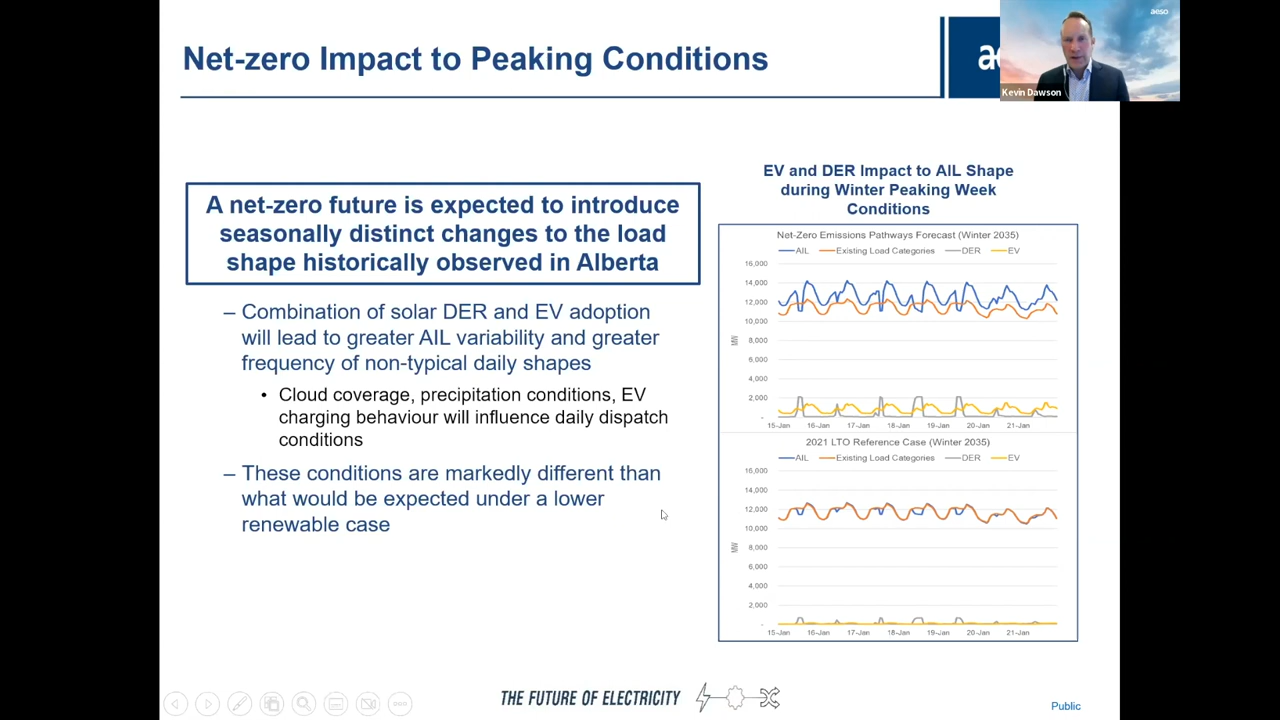 Net-zero Impact to Peaking Conditions
aeso
Kevin Dawson
A net-zero future is expected to introduce
seasonally distinct changes to the load
shape historically observed in Alberta
– Combination of solar DER and EV adoption
will lead to greater AIL variability and greater
frequency of non-typical daily shapes
• Cloud coverage, precipitation conditions, EV
charging behaviour will influence daily dispatch
conditions
– These conditions are markedly different than
what would be expected under a lower
renewable case
EV and DER Impact to AIL Shape
during Winter Peaking Week
Conditions
Net-Zero Emissions Pathways Forecast (Winter 2035)
AIL Existing Load Categories DER EV
16,000
14,000
12,000
10,000
8,000
6,000
4,000
2,000
-
MW
15-Jan 16-Jan 17-Jan 18-Jan 19-Jan 20-Jan 21-Jan
2021 LTO Reference Case (Winter 2035)
AIL Existing Load Categories DER EV
16,000
14,000
12,000
10,000
8,000
6,000
4,000
2,000
-
MW
15-Jan 16-Jan 17-Jan 18-Jan 19-Jan 20-Jan 21-Jan
THE FUTURE OF ELECTRICITY
Public